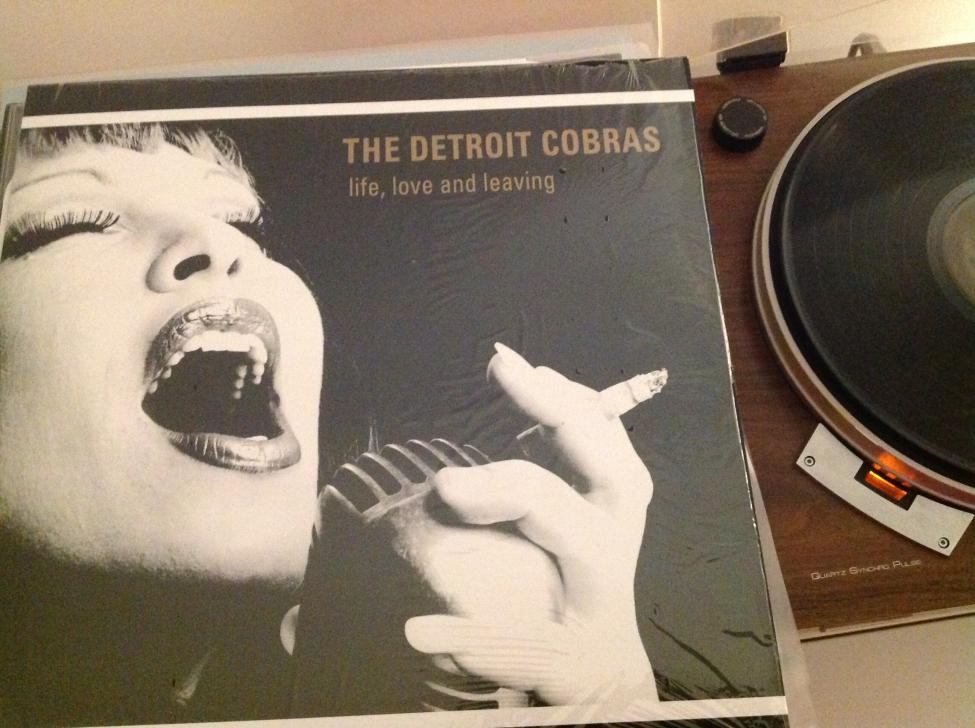 THE DETROIT COBRAS
life, love and leaving
QUARTZ SYNCHRO PULSE